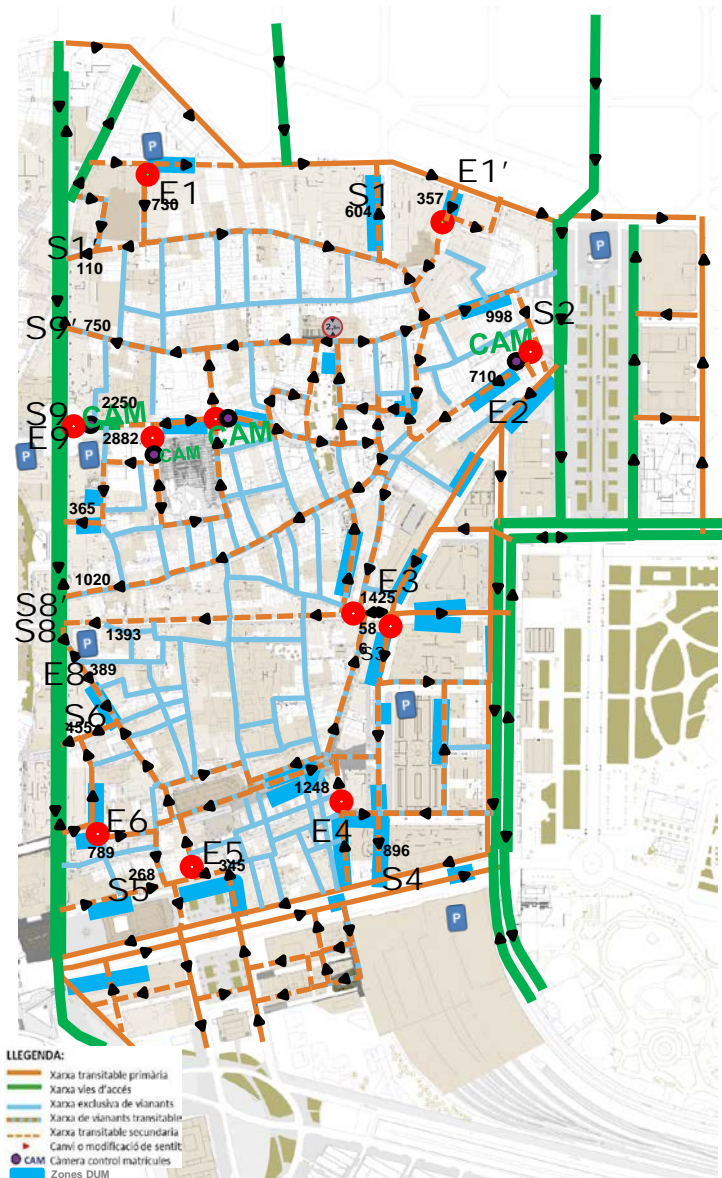 P
E1'
E1
S1
357
730
604
S1'
110
P
S9'
750
998
S2
CAM
710
2250
S9
CAM
E9
2882
CAM
CAM
E2
P
P
365
1020
S8'
E3
1425
S8
1393
58
6
S3
P
389
E8
S6
455
P
1248
E6
E4
789
E5
345
896
268
S4
S5
P
LLEGENDA:
Xarxa transitable primària
Xarxa vies d'accés
Xarxa exclusiva de vianants
Xarxa de vianants transitable
Xarxa transitable secundaria
Canvi o modificació de sentit
CAM Càmera control matrícules
Zones DUM